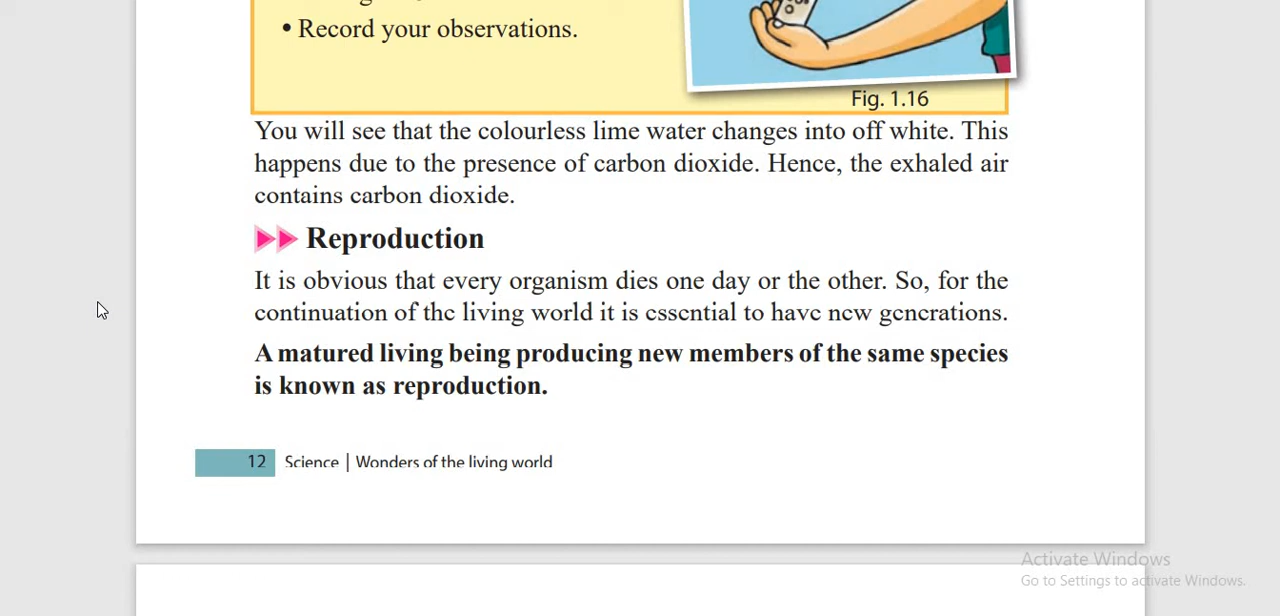 • Record your observations.
Fig. 1.16
You will see that the colourless lime water changes into off white. This
happens due to the presence of carbon dioxide. Hence, the exhaled air
contains carbon dioxide.
Reproduction
It is obvious that every organism dies one day or the other. So, for the
continuation of the living world it is essential to have new generations.
A matured living being producing new members of the same species
is known as reproduction.
12 Science | Wonders of the living world
Activate Windows
Go to Settings to activate Windows.